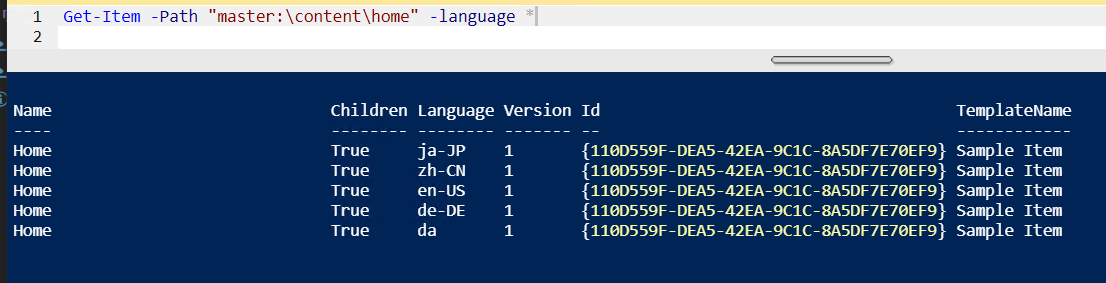 1 Get-Item -Path "master:\content\home" -language *
2
Name Children Language Version Id TemplateName
---- -------- -------- ------- -- ------------
Home True ja-JP 1 {110D559F-DEA5-42EA-9C1C-8A5DF7E70EF9} Sample Item
Home True zh-CN 1 {110D559F-DEA5-42EA-9C1C-8A5DF7E70EF9} Sample Item
Home True en-US 1 {110D559F-DEA5-42EA-9C1C-8A5DF7E70EF9} Sample Item
Home True de-DE 1 {110D559F-DEA5-42EA-9C1C-8A5DF7E70EF9} Sample Item
Home True da 1 {110D559F-DEA5-42EA-9C1C-8A5DF7E70EF9} Sample Item